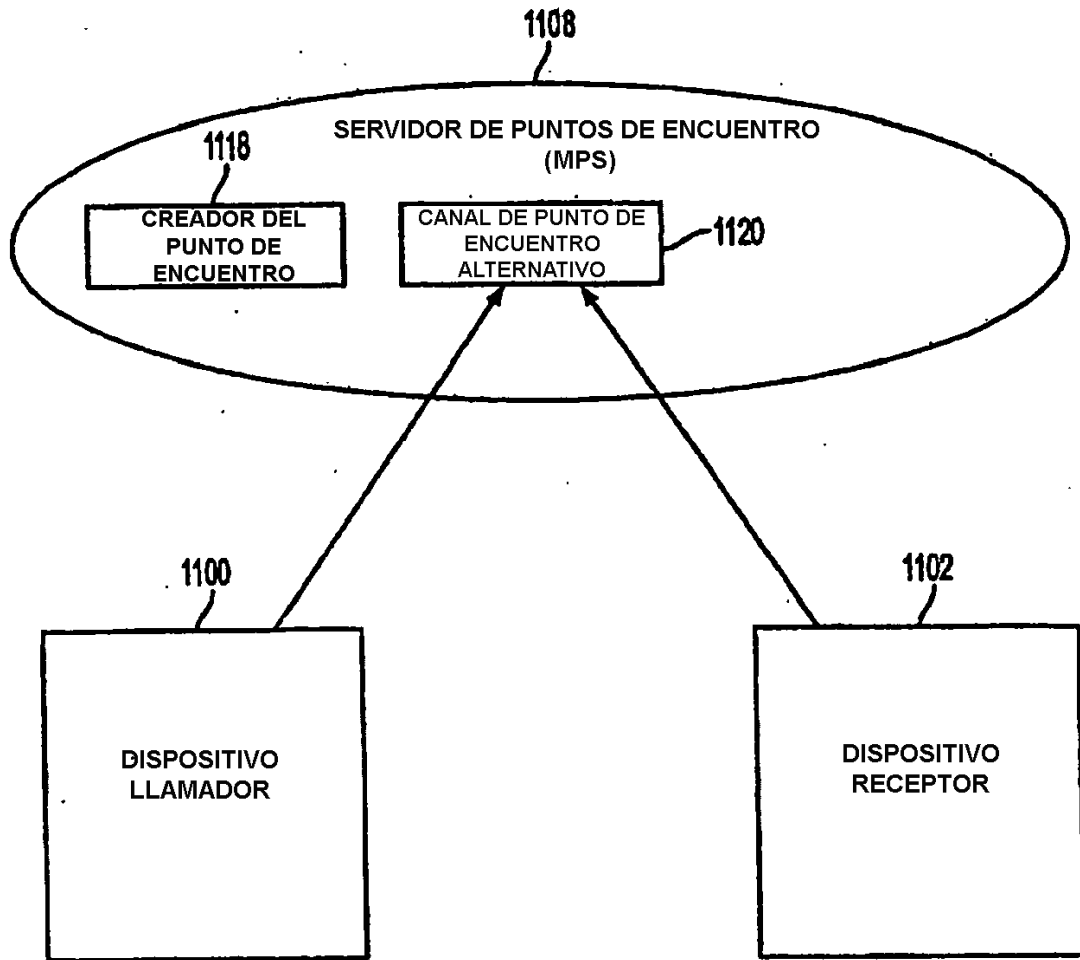 1108
SERVIDOR DE PUNTOS DE ENCUENTRO
(MPS)
1118
CREADOR DEL
PUNTO DE
ENCUENTRO
CANAL DE PUNTO DE
ENCUENTRO
ALTERNATIVO
1120
1100
DISPOSITIVO
LLAMADOR
1102
DISPOSITIVO
RECEPTOR